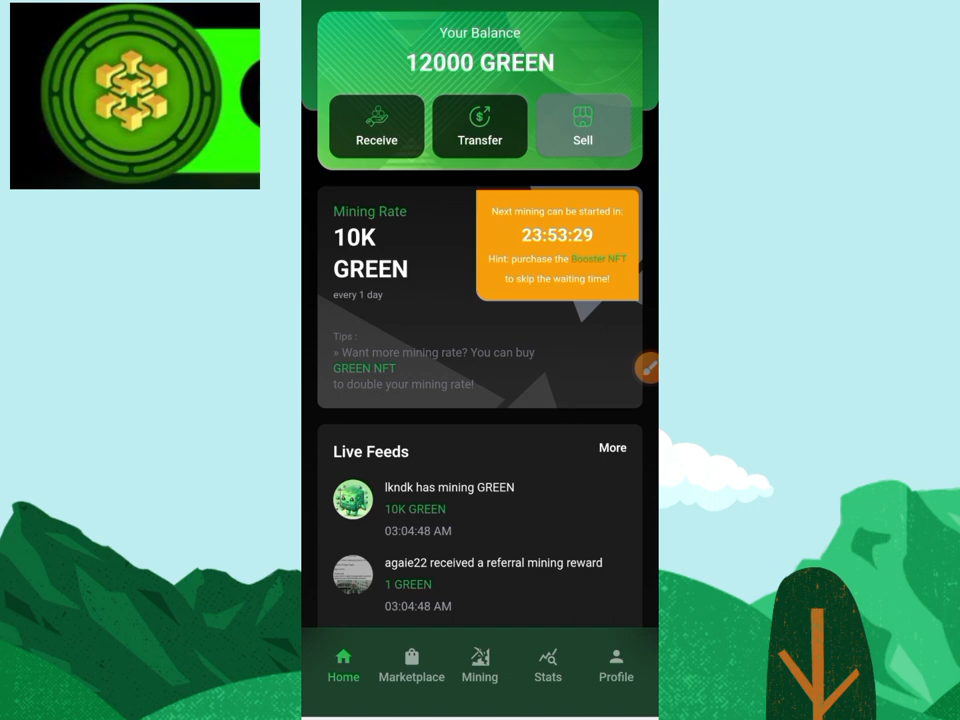 Your Balance
12000 GREEN
Receive
Transfer
Sell
Mining Rate
10K
GREEN
every 1 day
Next mining can be started in:
23:53:29
Hint: purchase the Booster NFT
to skip the waiting time!
Tips :
» Want more mining rate? You can buy
GREEN NFT
to double your mining rate!
Live Feeds
More
lkndk has mining GREEN
10K GREEN
03:04:48 AM
agaie22 received a referral mining reward
1 GREEN
03:04:48 AM
Home
Marketplace
Mining
Stats
Profile